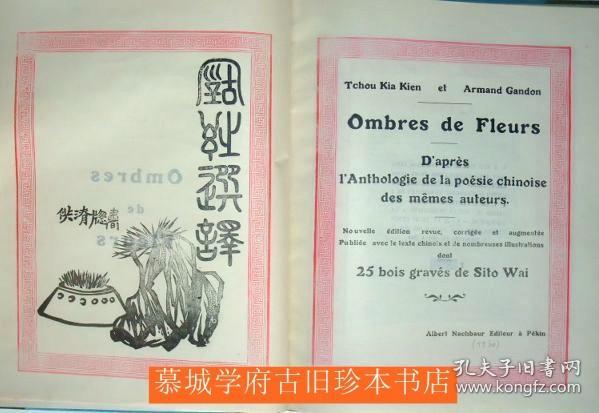 選譯
Tchou Kia Kien et Armand Gandon
Ombres de Fleurs
D'après
l'Anthologie de la poésie chinoise
des mêmes auteurs.
Nouvelle édition revue, corrigée et augmentée
Publiée avec le texte chinois et de nombreuses illustrations
dont
25 bois gravés de Sito Wai
Albert Nachbaur Editeur à Pékin
(1930)
慕城学府古旧珍本书店
孔夫子旧书网
www.kongfz.com